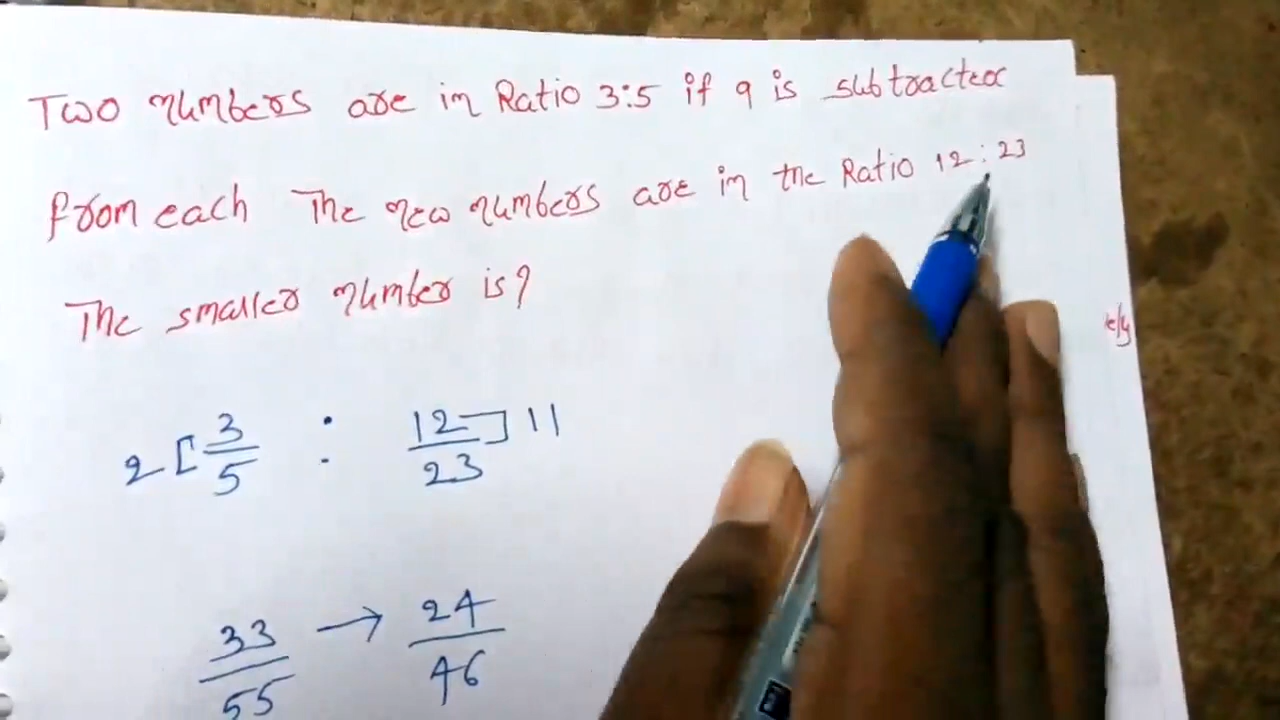 Two numbers are in Ratio 3:5 if 9 is subtracted
from each The new numbers are in the Ratio 12:23
The smaller number is?
2[3/5 : 12/23]11
33/55 → 24/46